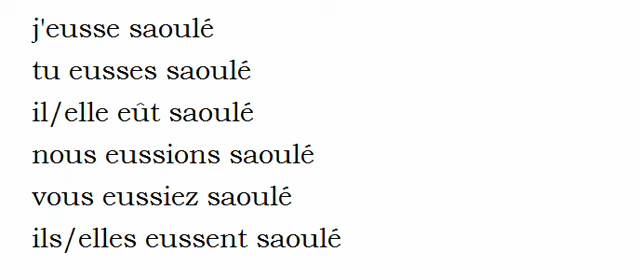 j'eusse saoulé
tu eusses saoulé
il/elle eût saoulé
nous eussions saoulé
vous eussiez saoulé
ils/elles eussent saoulé